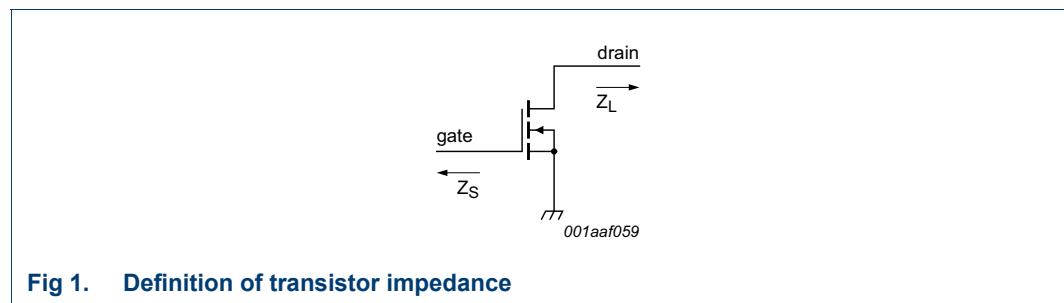 drain
Z_L
gate
Z_S
001aaf059
Fig 1. Definition of transistor impedance